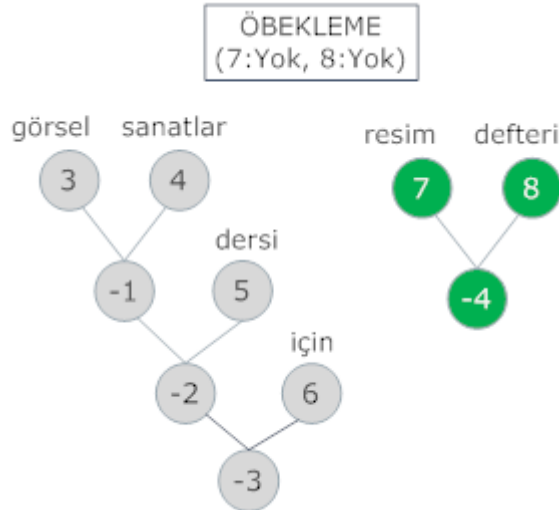 ÖBEKLEME
(7:Yok, 8:Yok)
görsel sanatlar
resim defteri
3 4
7 8
dersi
-1 5
-4
için
-2 6
-3